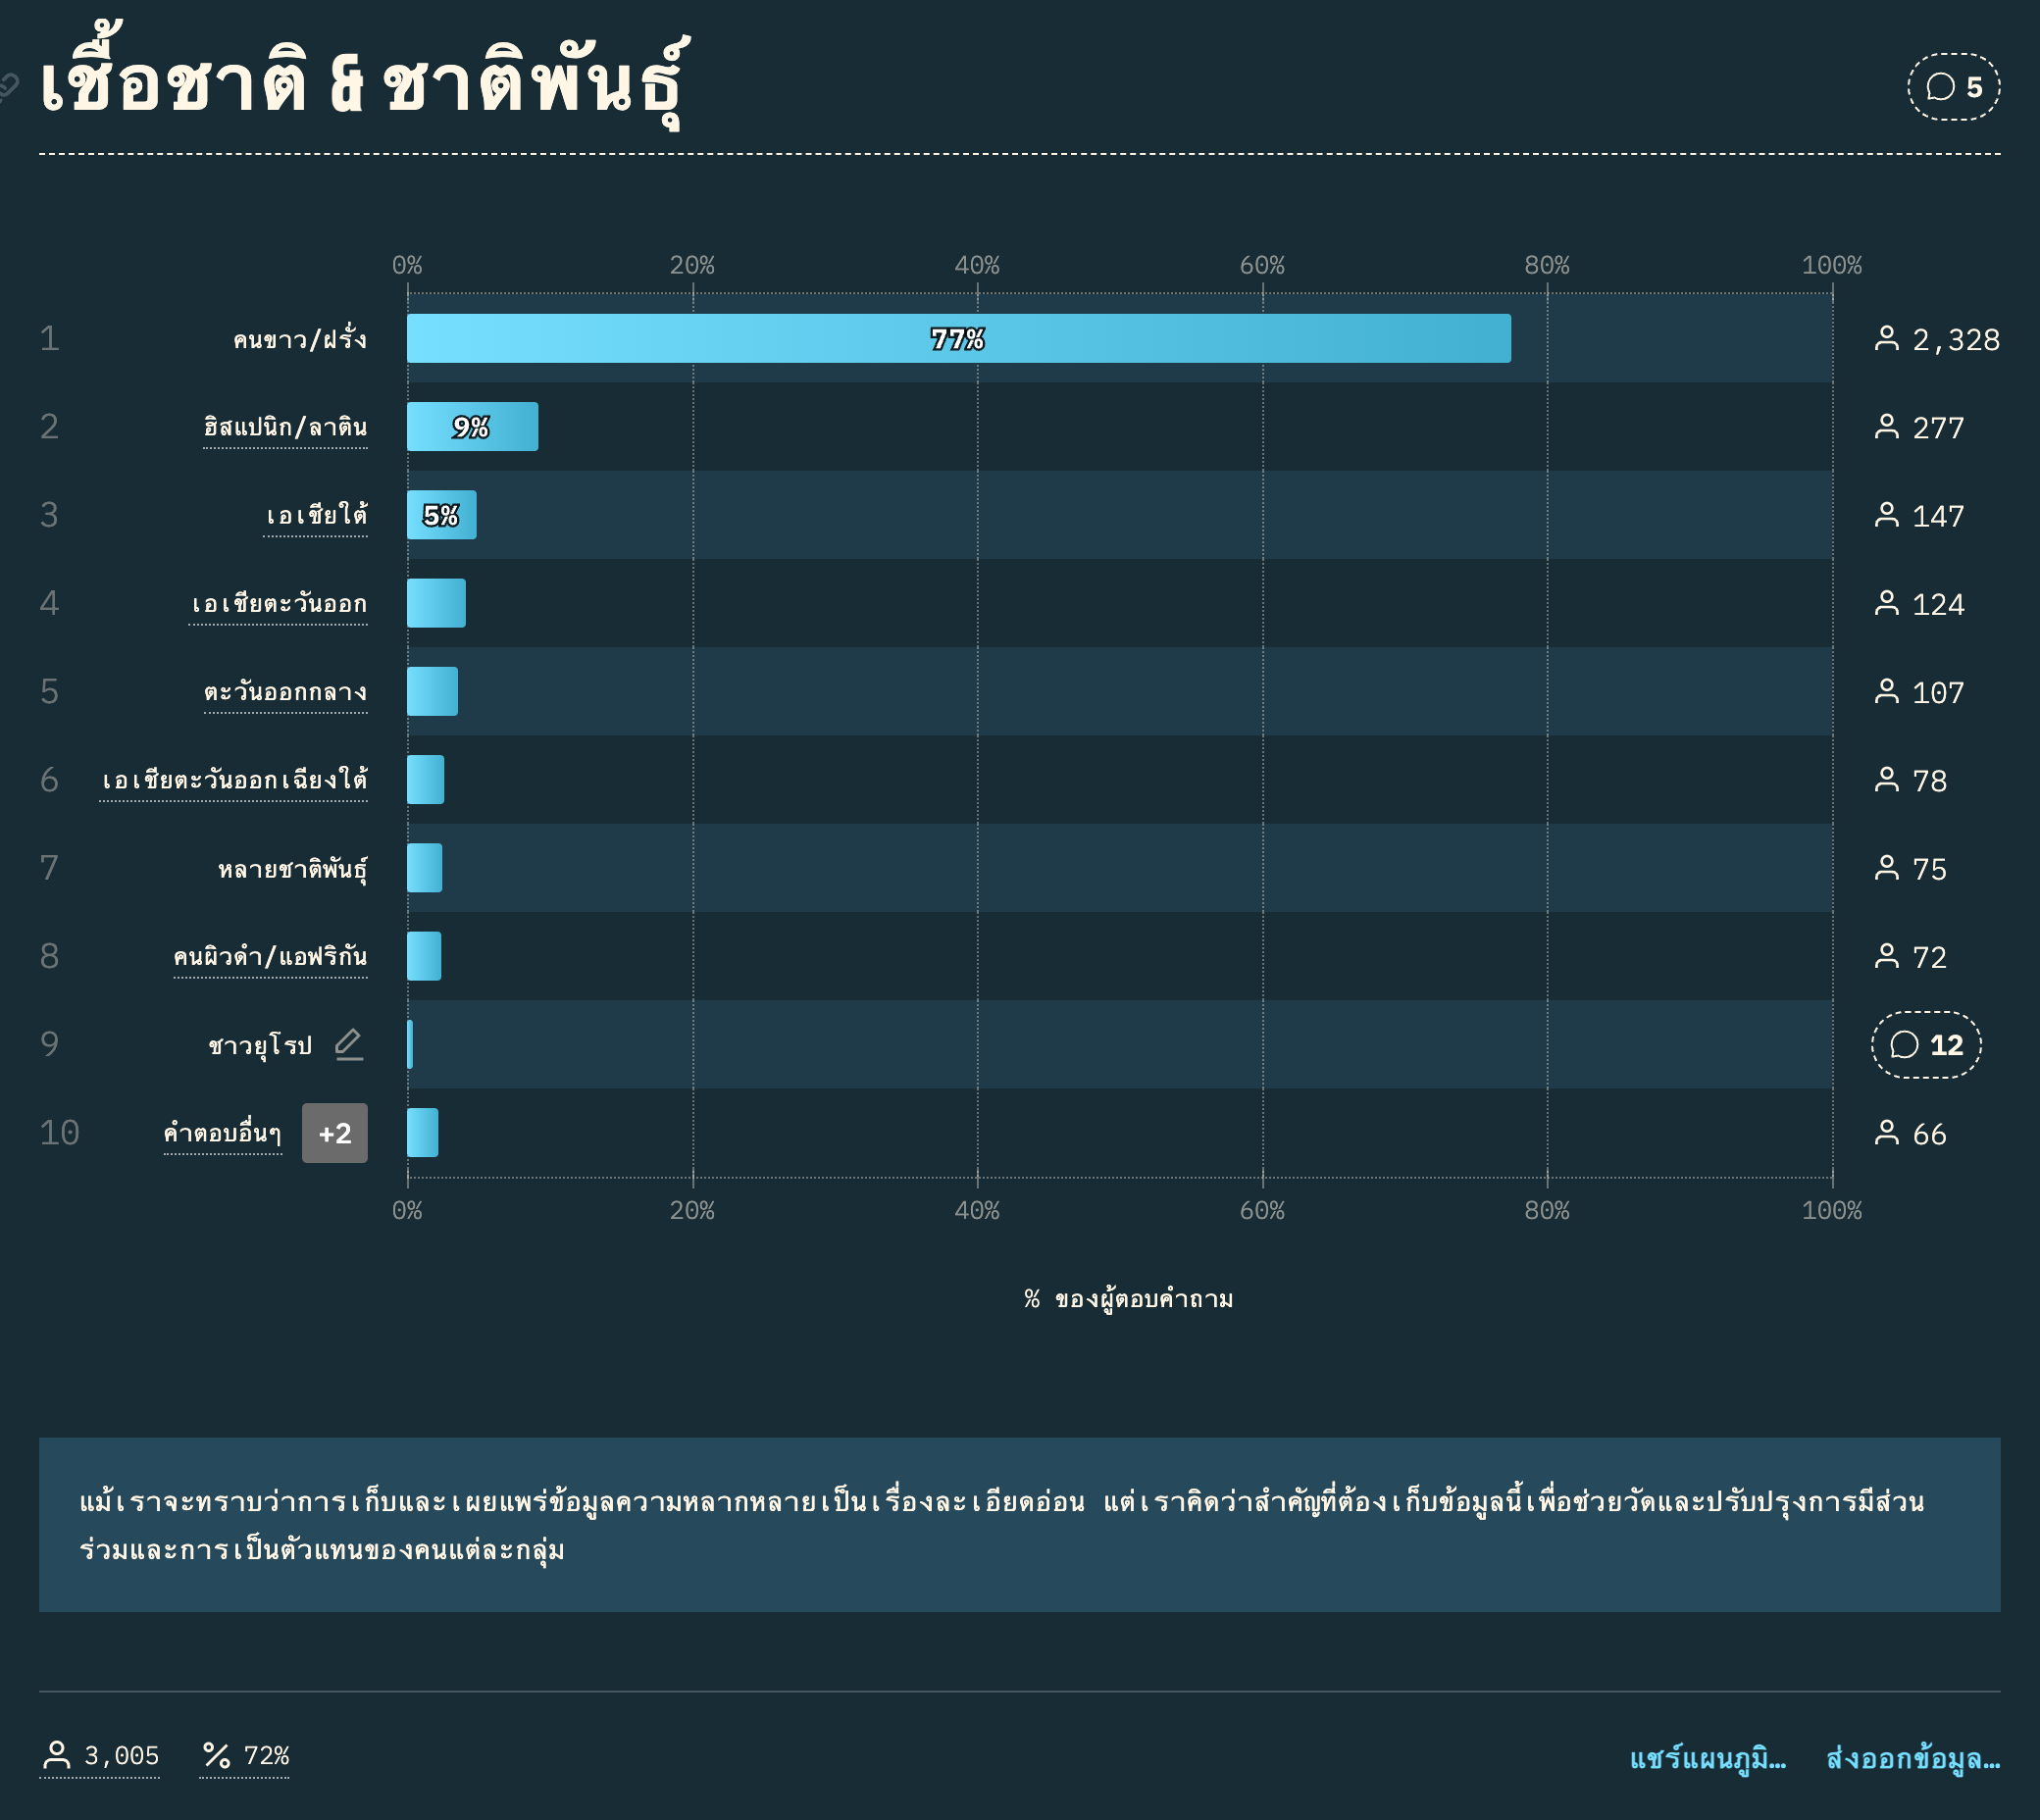 เชื้อชาติ & ชาติพันธุ์
5
0% 20% 40% 60% 80% 100%
1 คนขาว/ฝรั่ง 77% 2,328
2 ฮิสแปนิก/ลาติน 9% 277
3 เอเชียใต้ 5% 147
4 เอเชียตะวันออก 124
5 ตะวันออกกลาง 107
6 เอเชียตะวันออกเฉียงใต้ 78
7 หลายชาติพันธุ์ 75
8 คนผิวดำ/แอฟริกัน 72
9 ชาวยุโรป 12
10 คำตอบอื่นๆ +2 66
0% 20% 40% 60% 80% 100%
% ของผู้ตอบคำถาม
แม้เราจะทราบว่าการเก็บและเผยแพร่ข้อมูลความหลากหลายเป็นเรื่องละเอียดอ่อน แต่เราคิดว่าสำคัญที่ต้องเก็บข้อมูลนี้เพื่อช่วยวัดและปรับปรุงการมีส่วน
ร่วมและการเป็นตัวแทนของคนแต่ละกลุ่ม
3,005 72% แชร์แผนภูมิ… ส่งออกข้อมูล…